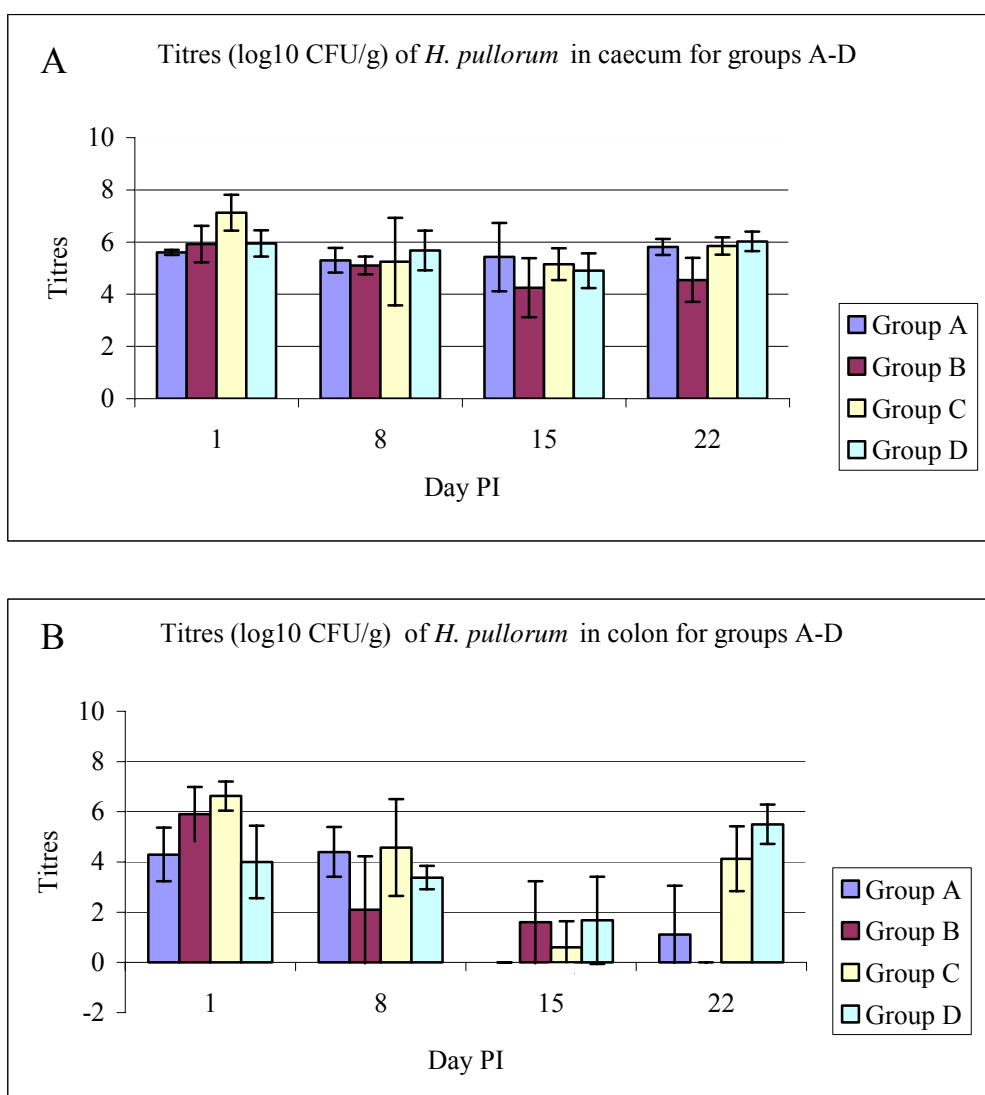 A
Titres (log10 CFU/g) of H. pullorum in caecum for groups A-D
10
8
6
4
2
0
Titres
1 8 15 22
Day PI
Group A
Group B
Group C
Group D
B
Titres (log10 CFU/g) of H. pullorum in colon for groups A-D
10
8
6
4
2
0
-2
Titres
1 8 15 22
Day PI
Group A
Group B
Group C
Group D